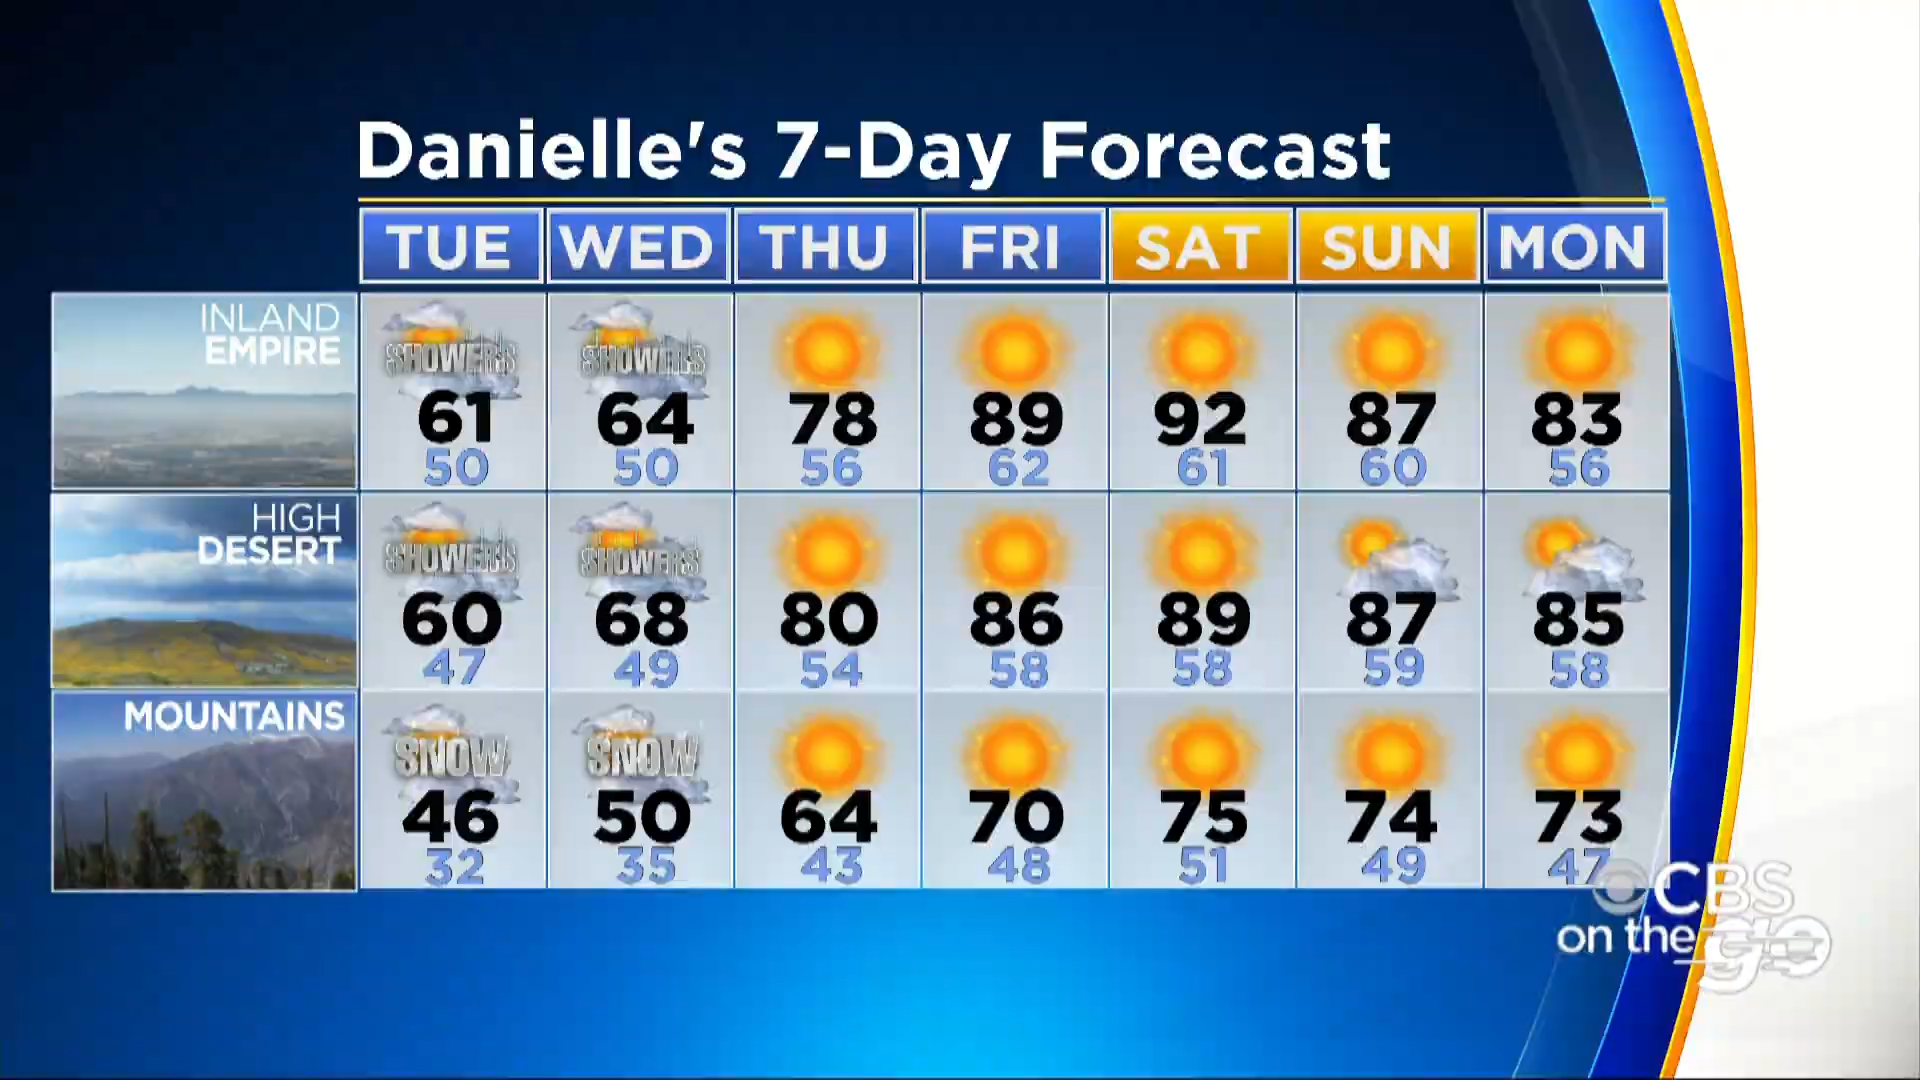 Danielle's 7-Day Forecast
TUE WED THU FRI SAT SUN MON
INLAND
EMPIRE
SHOWERS SHOWERS
61 64 78 89 92 87 83
50 50 56 62 61 60 56
HIGH
DESERT
SHOWERS SHOWERS
60 68 80 86 89 87 85
47 49 54 58 58 59 58
MOUNTAINS
SNOW SNOW
46 50 64 70 75 74 73
32 35 43 48 51 49 47
CBS
on the go